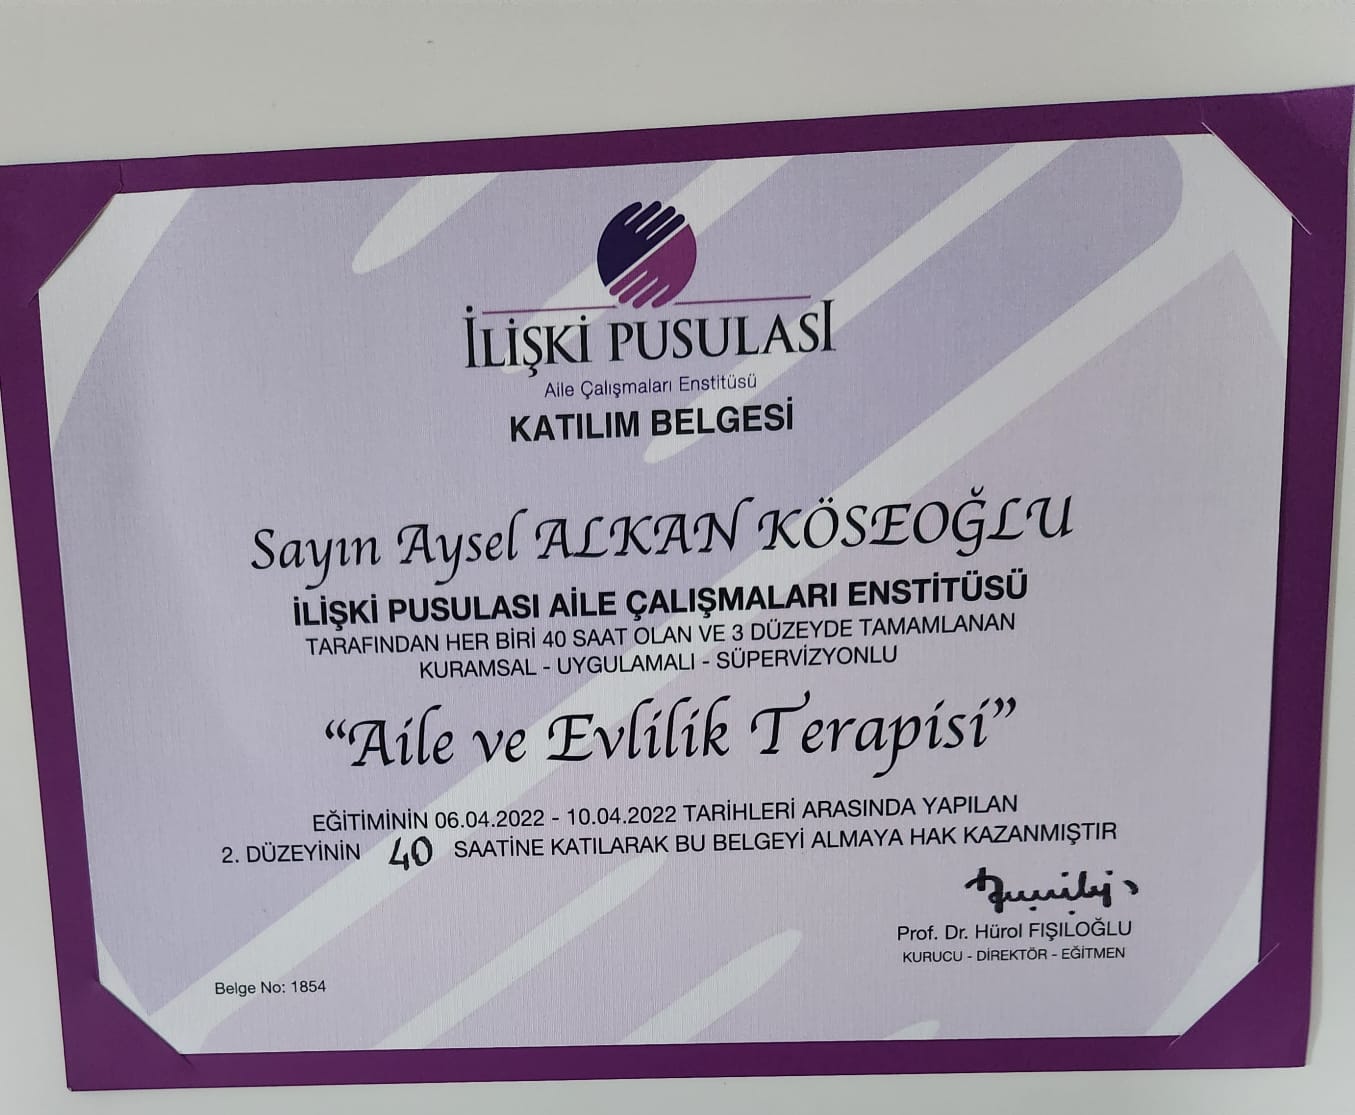 İLİŞKİ PUSULASI
Aile Çalışmaları Enstitüsü
KATILIM BELGESİ
Sayın Aysel ALKAN KÖSEOĞLU
İLİŞKİ PUSULASI AİLE ÇALIŞMALARI ENSTİTÜSÜ
TARAFINDAN HER BİRİ 40 SAAT OLAN VE 3 DÜZEYDE TAMAMLANAN
KURAMSAL - UYGULAMALI - SÜPERVİZYONLU
“Aile ve Evlilik Terapisi”
EĞİTİMİNİN 06.04.2022 - 10.04.2022 TARİHLERİ ARASINDA YAPILAN
2. DÜZEYİNİN 40 SAATİNE KATILARAK BU BELGEYİ ALMAYA HAK KAZANMIŞTIR
Prof. Dr. Hürol FIŞILOĞLU
KURUCU - DİREKTÖR - EĞİTMEN
Belge No: 1854